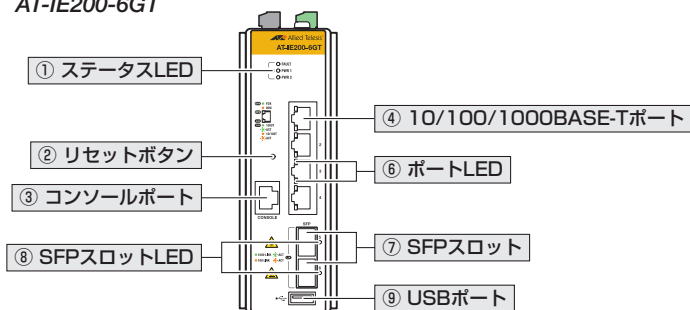 AT-IE200-6GT
Allied Telesis
AT-IE200-6GT
FAULT
PWR 1
PWR 2
① ステータスLED
④ 10/100/1000BASE-Tポート
2
② リセットボタン
3
⑥ ポートLED
③ コンソールポート
4
CONSOLE
SFP
⑦ SFPスロット
⑧ SFPスロットLED
⑨ USBポート